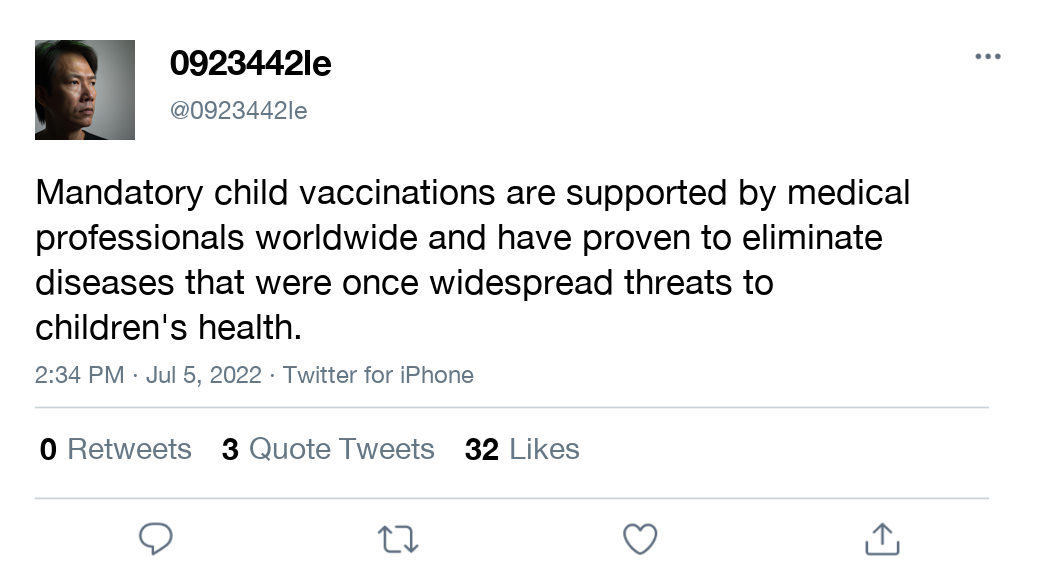 0923442le
@0923442le
Mandatory child vaccinations are supported by medical
professionals worldwide and have proven to eliminate
diseases that were once widespread threats to
children's health.
2:34 PM · Jul 5, 2022 · Twitter for iPhone
0 Retweets 3 Quote Tweets 32 Likes